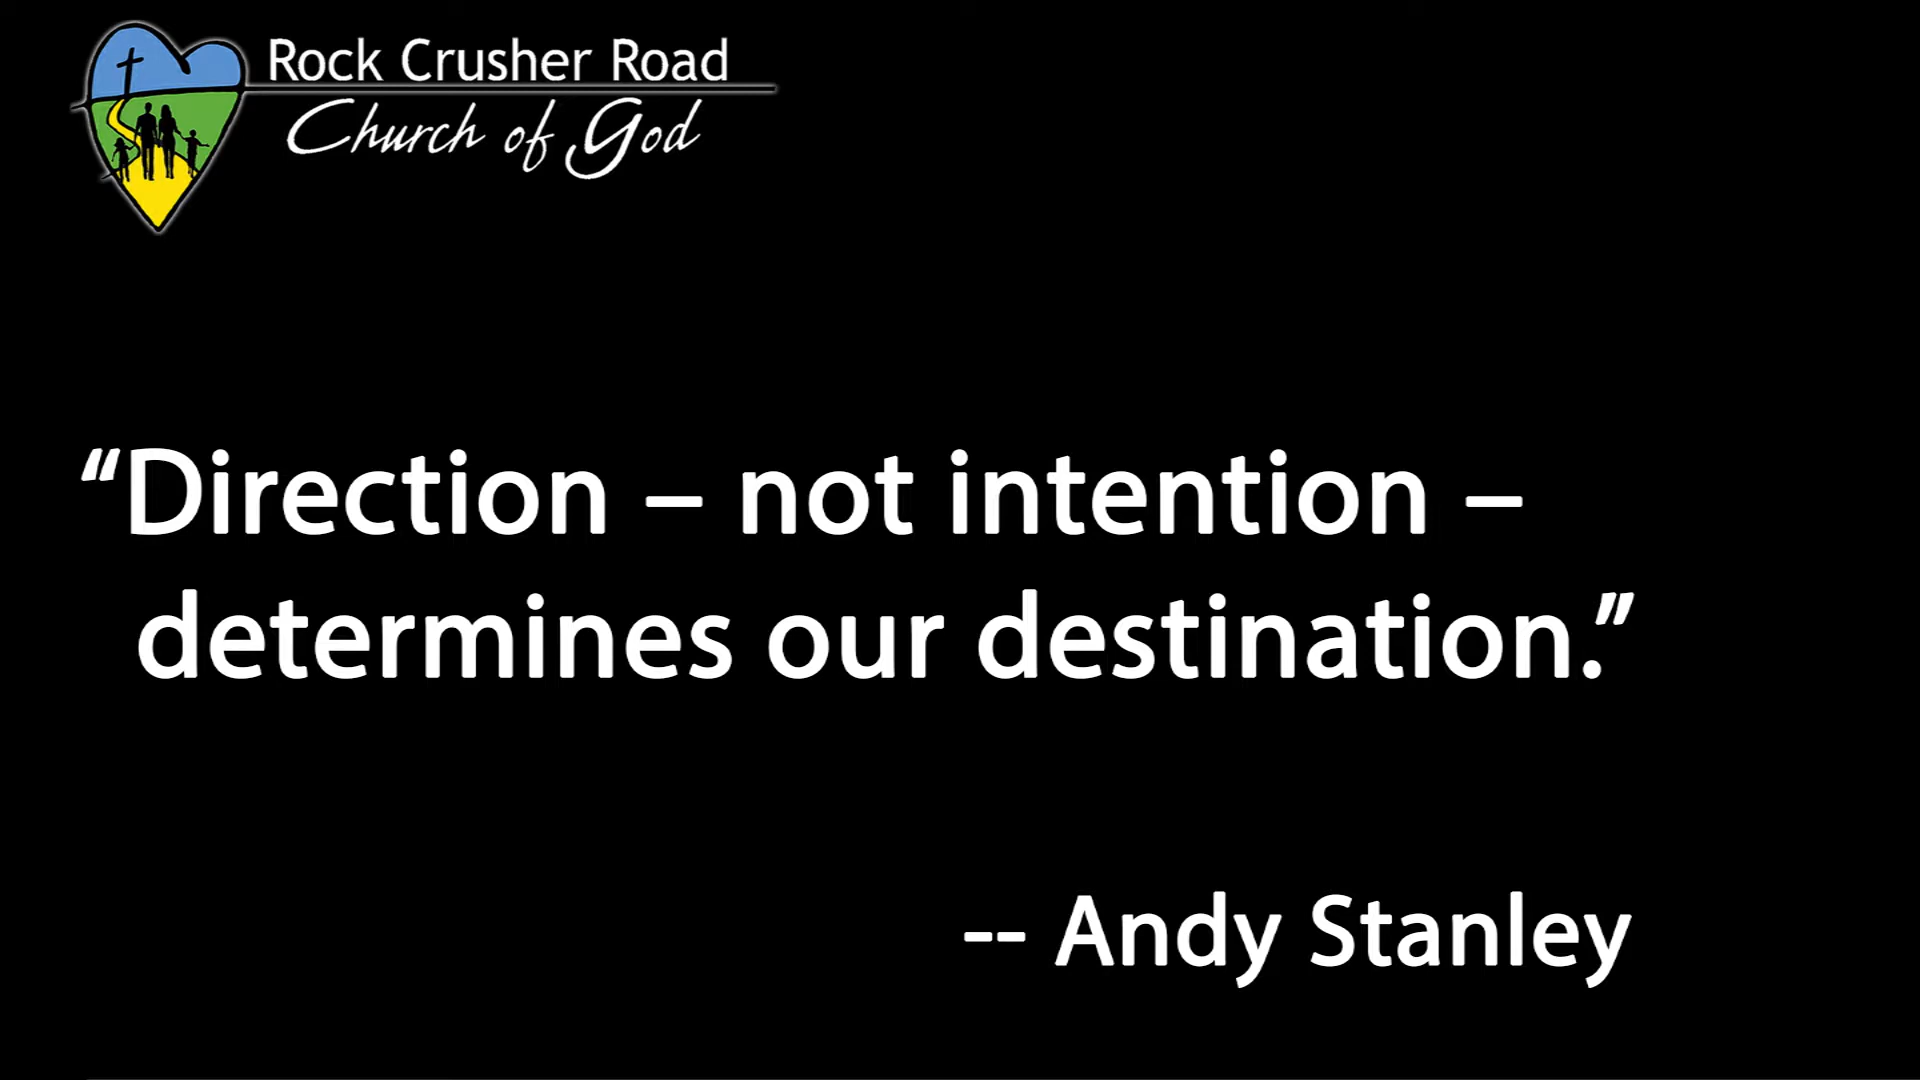 Rock Crusher Road
Church of God
“Direction – not intention –
determines our destination.”
-- Andy Stanley